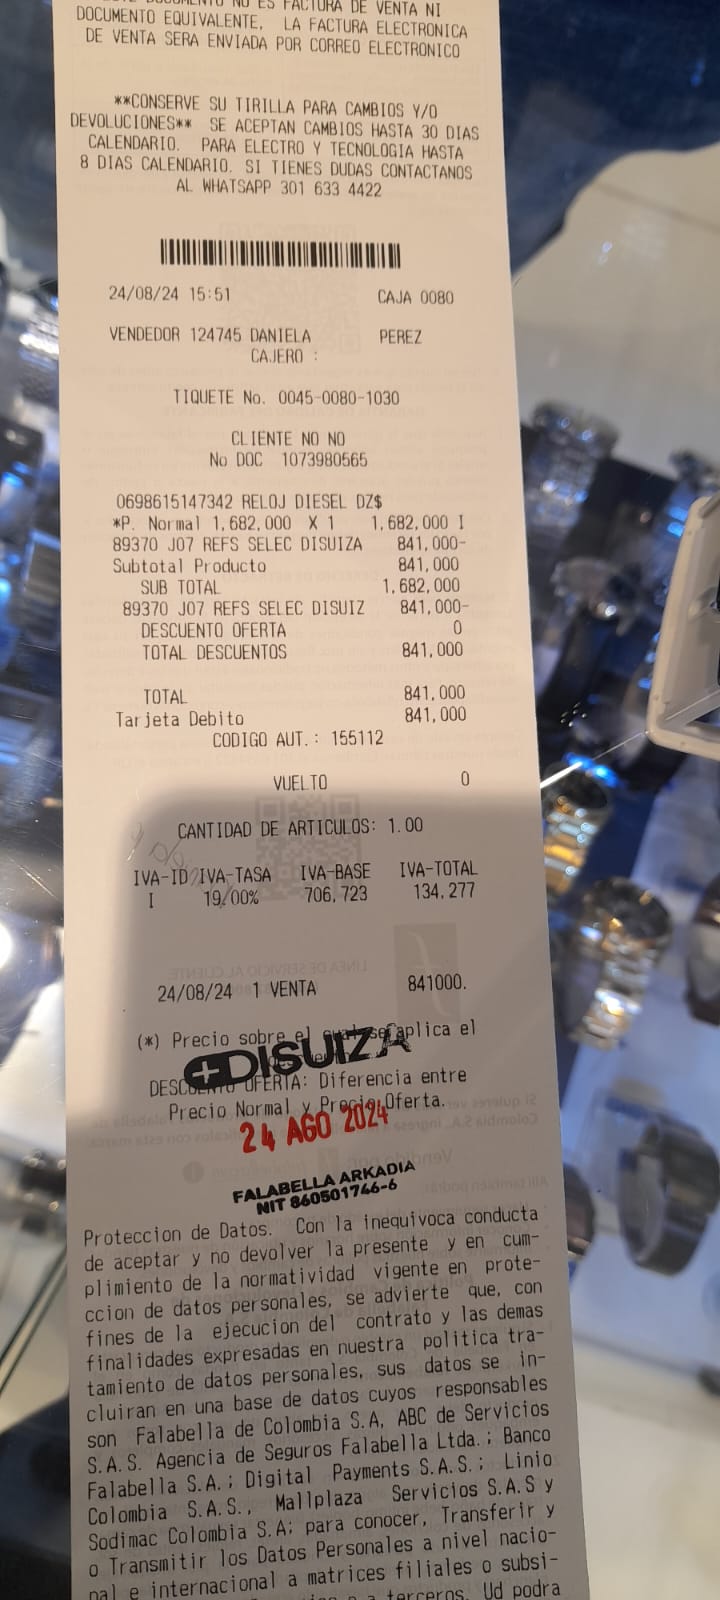 ESTE DOCUMENTO NO ES FACTURA DE VENTA NI
DOCUMENTO EQUIVALENTE, LA FACTURA ELECTRONICA
DE VENTA SERA ENVIADA POR CORREO ELECTRONICO
**CONSERVE SU TIRILLA PARA CAMBIOS Y/O
DEVOLUCIONES** SE ACEPTAN CAMBIOS HASTA 30 DIAS
CALENDARIO. PARA ELECTRO Y TECNOLOGIA HASTA
8 DIAS CALENDARIO. SI TIENES DUDAS CONTACTANOS
AL WHATSAPP 301 633 4422
24/08/24 15:51 CAJA 0080
VENDEDOR 124745 DANIELA PEREZ
CAJERO :
TIQUETE No. 0045-0080-1030
CLIENTE NO NO
No DOC 1073980565
0698615147342 RELOJ DIESEL DZ$
*P. Normal 1,682,000 X 1 1,682,000 I
89370 J07 REFS SELEC DISUIZA 841,000-
Subtotal Producto 841,000
SUB TOTAL 1,682,000
89370 J07 REFS SELEC DISUIZ 841,000-
DESCUENTO OFERTA 0
TOTAL DESCUENTOS 841,000
TOTAL 841,000
Tarjeta Debito 841,000
CODIGO AUT.: 155112
VUELTO 0
CANTIDAD DE ARTICULOS: 1.00
IVA-ID IVA-TASA IVA-BASE IVA-TOTAL
I 19,00% 706,723 134,277
24/08/24 1 VENTA 841000.
(*) Precio sobre el cual se aplica el
DISUIZA
DESCUENTO OFERTA: Diferencia entre
Precio Normal y Precio Oferta.
24 AGO 2024
FALABELLA ARKADIA
NIT 860501746-6
Proteccion de Datos. Con la inequivoca conducta
de aceptar y no devolver la presente y en cum-
plimiento de la normatividad vigente en prote-
ccion de datos personales, se advierte que, con
fines de la ejecucion del contrato y las demas
finalidades expresadas en nuestra politica tra-
tamiento de datos personales, sus datos se in-
cluiran en una base de datos cuyos responsables
son Falabella de Colombia S.A, ABC de Servicios
S.A.S. Agencia de Seguros Falabella Ltda.; Banco
Falabella S.A.; Digital Payments S.A.S.; Linio
Colombia S.A.S., Mallplaza Servicios S.A.S y
Sodimac Colombia S.A; para conocer, Transferir y
o Transmitir los Datos Personales a nivel nacio-
nal e internacional a matrices filiales o subsi-
a terceros. Ud podra